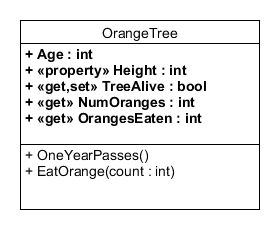 OrangeTree
+ Age : int
+ «property» Height : int
+ «get,set» TreeAlive : bool
+ «get» NumOranges : int
+ «get» OrangesEaten : int
+ OneYearPasses()
+ EatOrange(count : int)